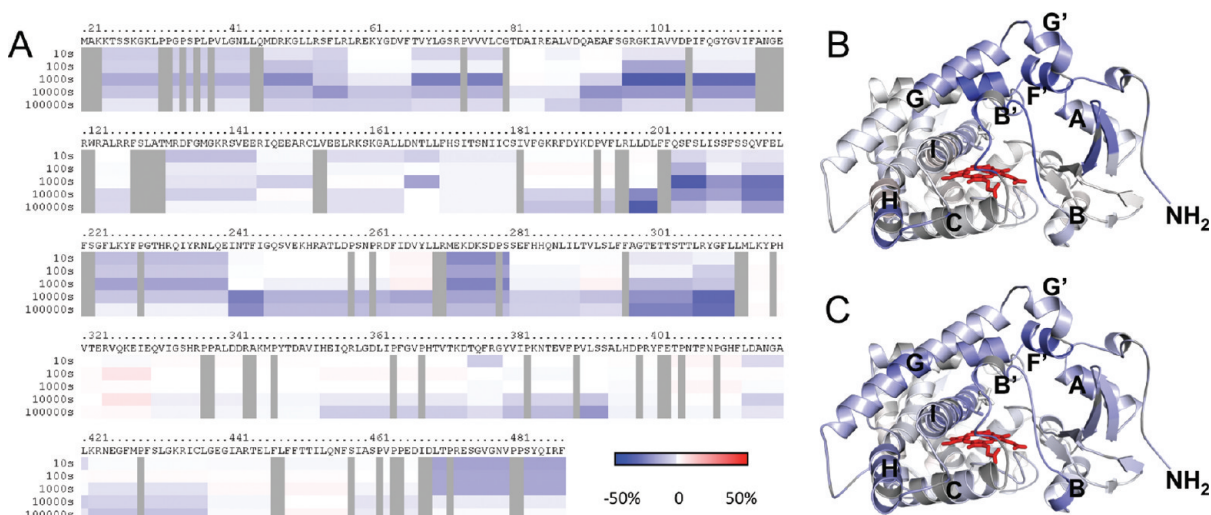 A
..21..................41..................61..................81..................101...................
MAKKTSSKGKLPPGPSPLPVLGNLLQMDRKGLLRSFLRLREKYGDVFTVYLGSRPVVVLCGTDAIREALVDQAEAFSGRGKIAVVDPIFQGYGVIFANGE
10s
100s
1000s
10000s
100000s
.121.................141.................161.................181.................201...................
RWRALRRFSLATMRDFGMGKRSVEERIQEEARCLVEELRKSKGALLDNTLLFHSITSNIICSIVFGKRFDYKDPVFLRLLDLFFQSFSLISSFSSQVFEL
10s
100s
1000s
10000s
100000s
.221.................241.................261.................281.................301...................
FSGFLKYFPGTHRQIYRNLQEINTFIGQSVEKHRATLDPSNPRDFIDVYLLRMEKDKSDPSSEFHHQNLILTVLSLFFAGTETTSTTLRYGFLLMLKYPH
10s
100s
1000s
10000s
100000s
.321.................341.................361.................381.................401...................
VTERVQKEIEQVIGSHRPPALDDRAKMPYTDAVIHEIQRLGDLIPFGVPHTVTKDTQFRGYVIPKNTEVFPVLSSALHDPRYFETPNTFNPGHFLDANGA
10s
100s
1000s
10000s
100000s
.421.................441.................461.................481.......
LKRNEGFMPFSLGKRICLGEGIARTELFLFFTTILQNFSIASPVPPEDIDLTPRESGVGNVPPSYQIRF
10s
100s
1000s
10000s
100000s
-50% 0 50%
B
G'
G
F'
B'
A
I
H
C
B
NH2
C
G'
G
F'
B'
A
I
H
C
B
NH2